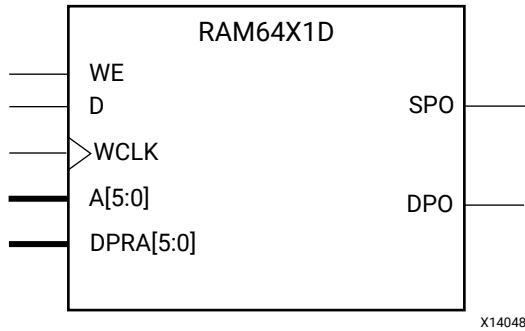 RAM64X1D
WE
D
SPO
WCLK
A[5:0]
DPO
DPRA[5:0]
X14048